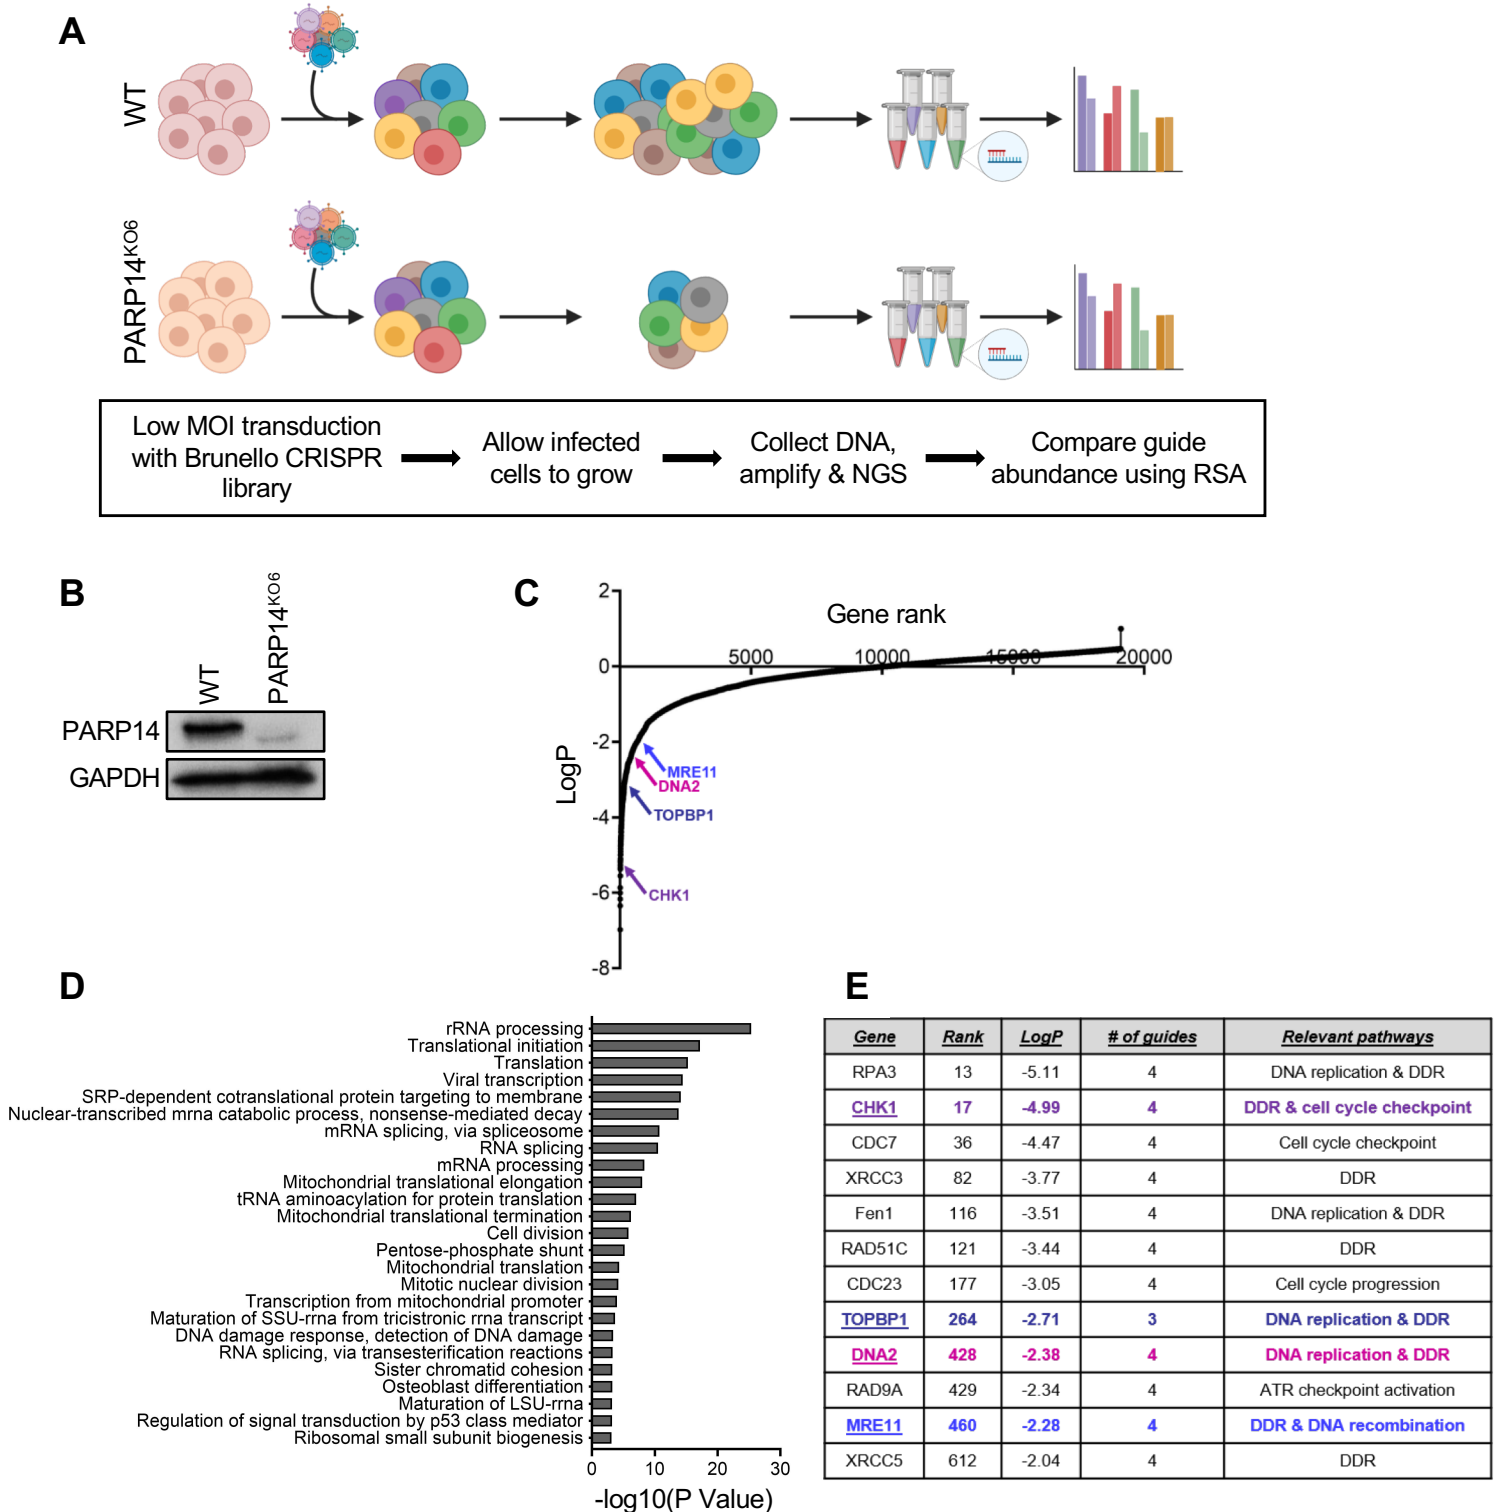 A
WT
PARP14KO6
Low MOI transduction
with Brunello CRISPR
library
Allow infected
cells to grow
Collect DNA,
amplify & NGS
Compare guide
abundance using RSA
B
WT
PARP14KO6
PARP14
GAPDH
C
Gene rank
LogP
2
0
-2
-4
-6
-8
5000
10000
15000
20000
MRE11
DNA2
TOPBP1
CHK1
D
rRNA processing
Translational initiation
Translation
Viral transcription
SRP-dependent cotranslational protein targeting to membrane
Nuclear-transcribed mrna catabolic process, nonsense-mediated decay
mRNA splicing, via spliceosome
RNA splicing
mRNA processing
Mitochondrial translational elongation
tRNA aminoacylation for protein translation
Mitochondrial translational termination
Cell division
Pentose-phosphate shunt
Mitochondrial translation
Mitotic nuclear division
Transcription from mitochondrial promoter
Maturation of SSU-rrna from tricistronic rrna transcript
DNA damage response, detection of DNA damage
RNA splicing, via transesterification reactions
Sister chromatid cohesion
Osteoblast differentiation
Maturation of LSU-rrna
Regulation of signal transduction by p53 class mediator
Ribosomal small subunit biogenesis
0 10 20 30
-log10(P Value)
E
Gene Rank LogP # of guides Relevant pathways
RPA3 13 -5.11 4 DNA replication & DDR
CHK1 17 -4.99 4 DDR & cell cycle checkpoint
CDC7 36 -4.47 4 Cell cycle checkpoint
XRCC3 82 -3.77 4 DDR
Fen1 116 -3.51 4 DNA replication & DDR
RAD51C 121 -3.44 4 DDR
CDC23 177 -3.05 4 Cell cycle progression
TOPBP1 264 -2.71 3 DNA replication & DDR
DNA2 428 -2.38 4 DNA replication & DDR
RAD9A 429 -2.34 4 ATR checkpoint activation
MRE11 460 -2.28 4 DDR & DNA recombination
XRCC5 612 -2.04 4 DDR